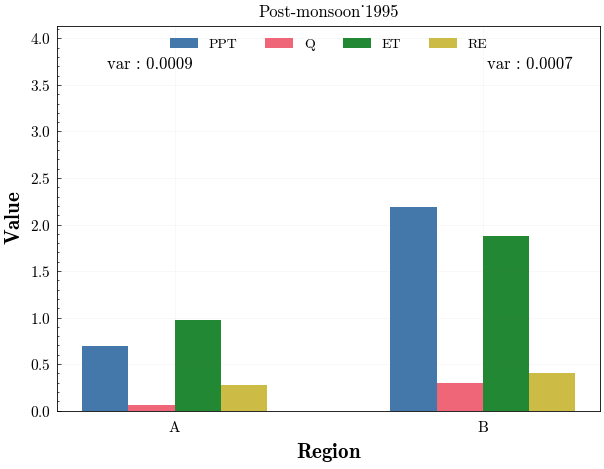 Post-monsoon˙1995
PPT Q ET RE
var : 0.0009 var : 0.0007
4.0
3.5
3.0
2.5
2.0
1.5
1.0
0.5
0.0
Value
A B
Region